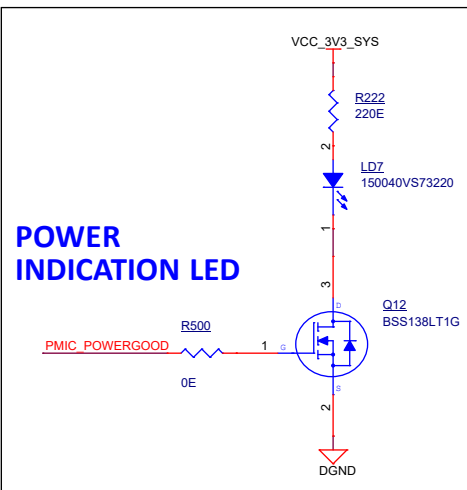 VCC_3V3_SYS
R222
220E
2
LD7
150040VS73220
1
POWER
INDICATION LED
3
D
Q12
BSS138LT1G
R500
PMIC_POWERGOOD
1
G
0E
S
2
DGND